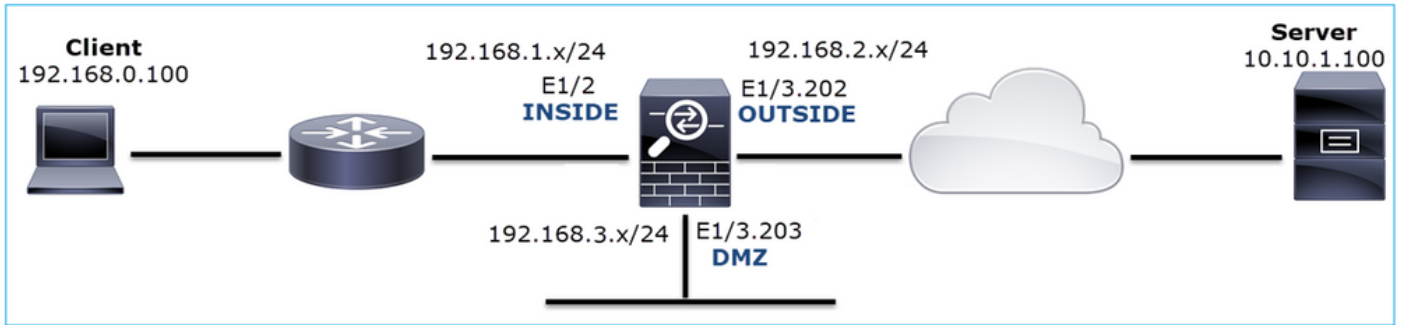 Client
192.168.0.100
192.168.1.x/24
E1/2
INSIDE
192.168.2.x/24
E1/3.202
OUTSIDE
Server
10.10.1.100
192.168.3.x/24
E1/3.203
DMZ